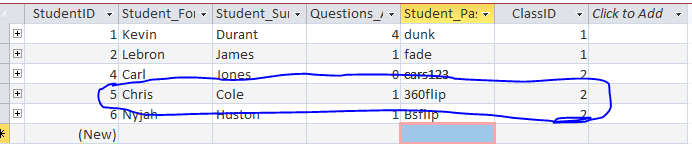 StudentID Student_For Student_Sur Questions_A Student_Pas ClassID Click to Add
1 Kevin Durant 4 dunk 1
2 Lebron James 1 fade 1
4 Carl Jones 0 cars123 2
5 Chris Cole 1 360flip 2
6 Nyjah Huston 1 Bsflip 2
(New)